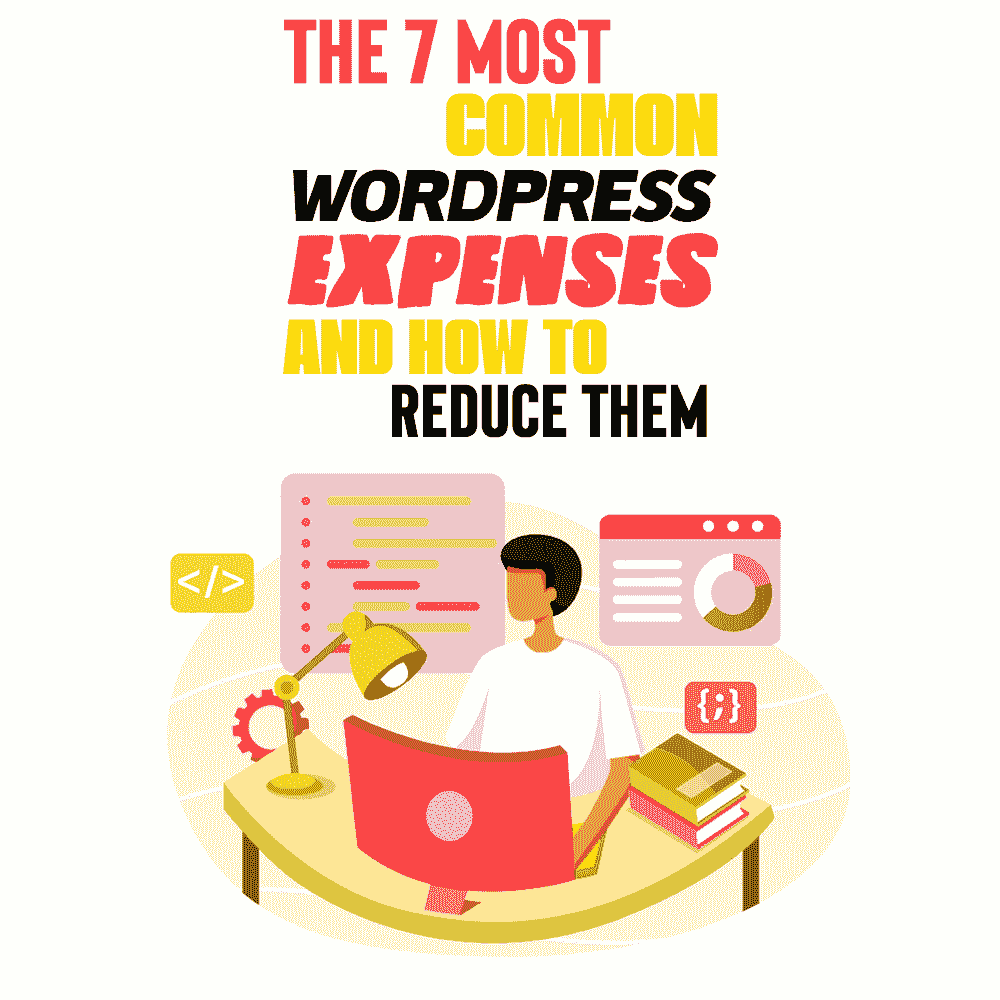 THE 7 MOST
COMMON
WORDPRESS
EXPENSES
AND HOW TO
REDUCE THEM
</>
{;}